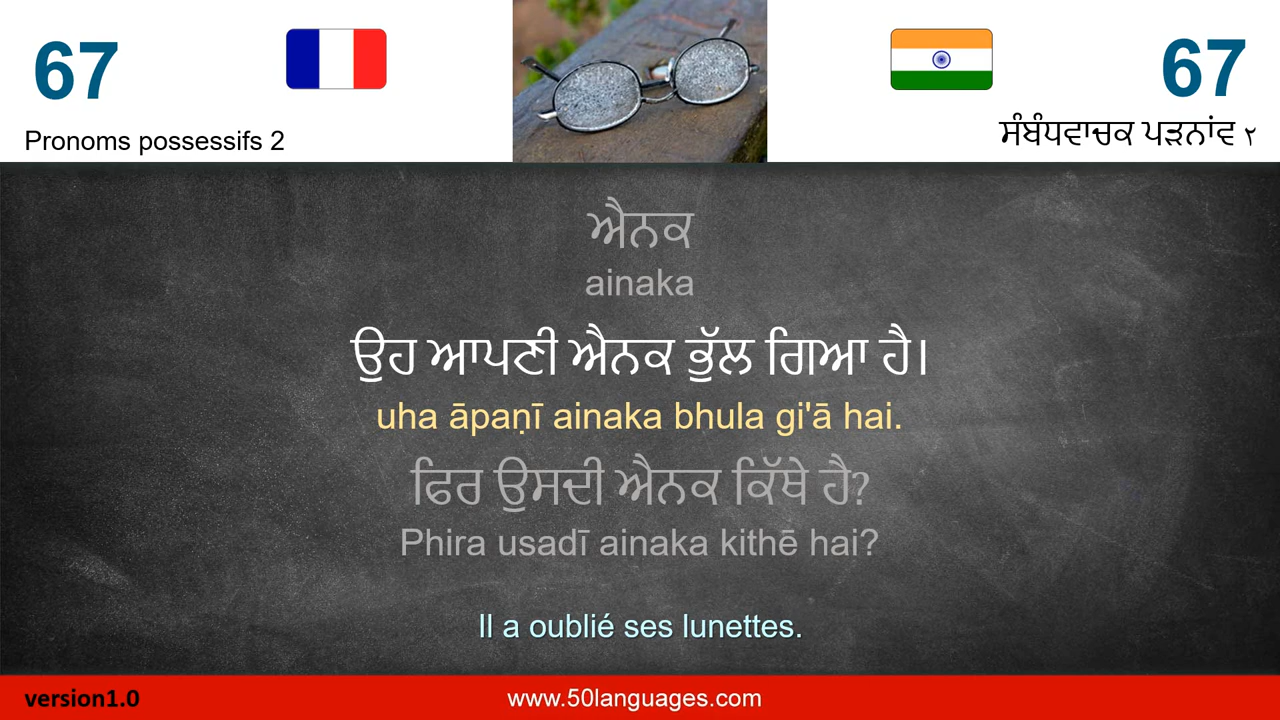 67
67
Pronoms possessifs 2
ਸੰਬੰਧਵਾਚਕ ਪੜਨਾਂਵ ੨
ਐਨਕ
ainaka
ਉਹ ਆਪਣੀ ਐਨਕ ਭੁੱਲ ਗਿਆ ਹੈ।
uha āpaṇī ainaka bhula gi'ā hai.
ਫਿਰ ਉਸਦੀ ਐਨਕ ਕਿੱਥੇ ਹੈ?
Phira usadī ainaka kithē hai?
Il a oublié ses lunettes.
version1.0
www.50languages.com